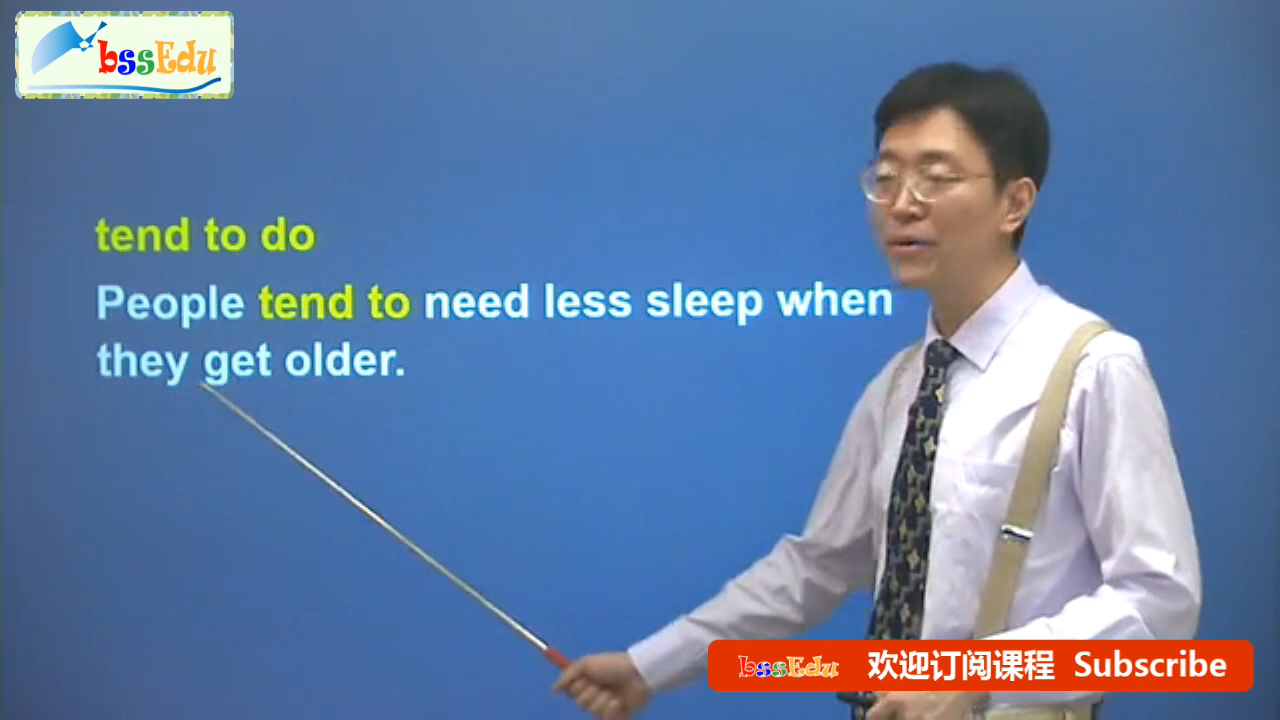 bssEdu
tend to do
People tend to need less sleep when
they get older.
bssEdu 欢迎订阅课程 Subscribe